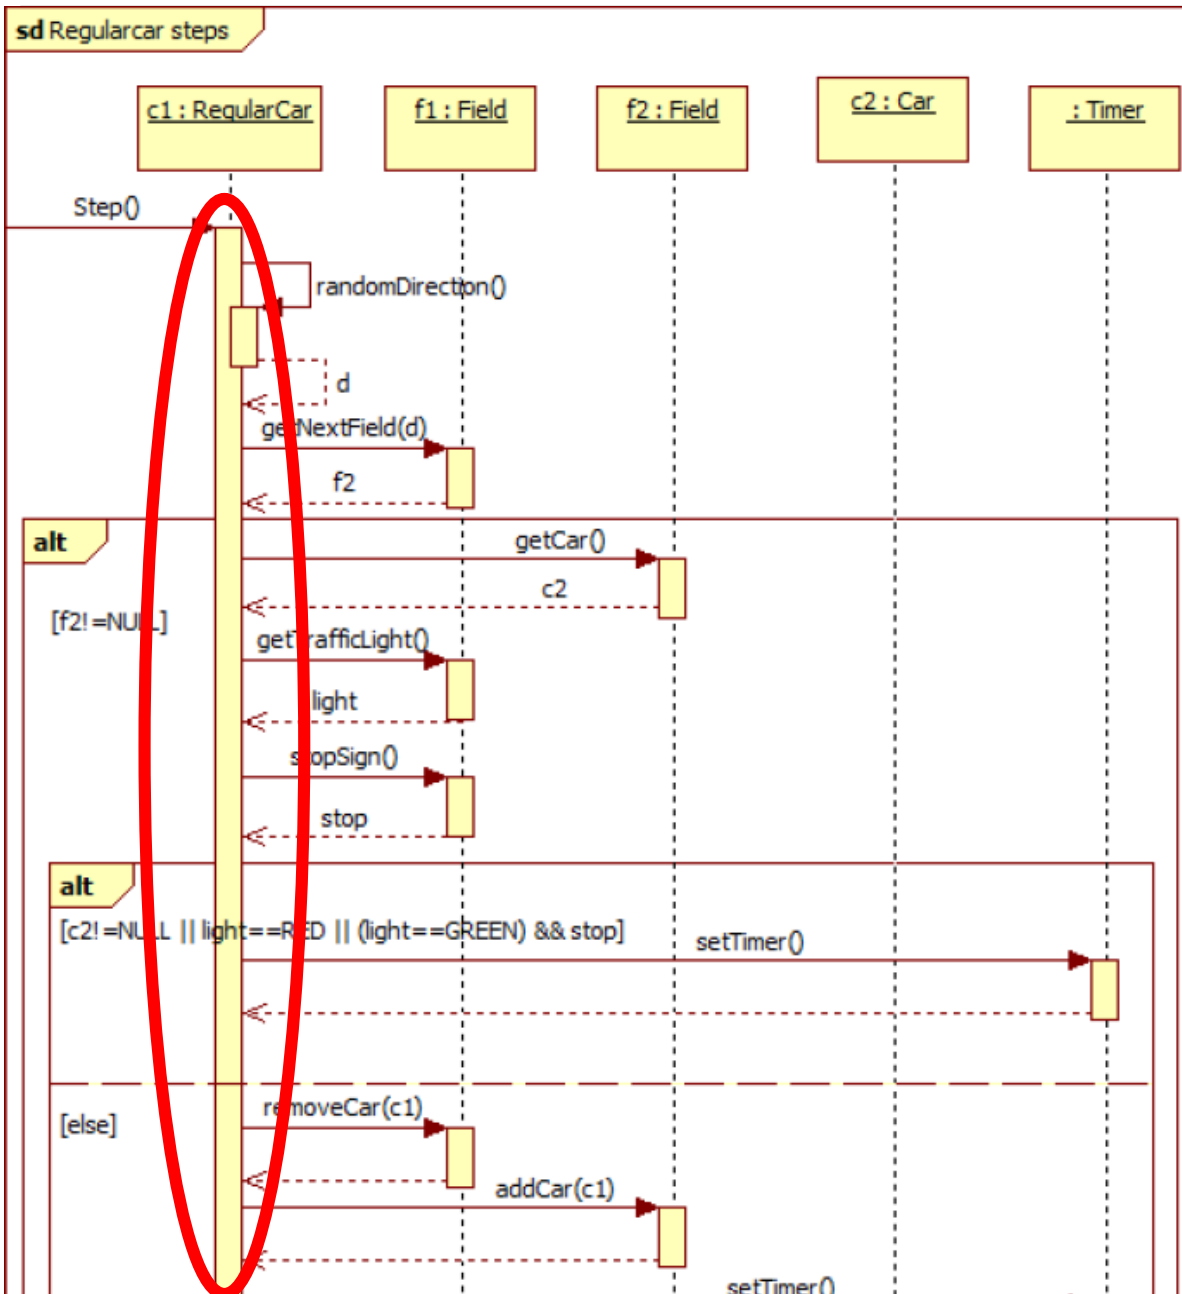 sd Regularcar steps
c1 : RegularCar
f1 : Field
f2 : Field
c2 : Car
: Timer
Step()
randomDirection()
d
getNextField(d)
f2
alt
getCar()
c2
[f2!=NULL]
getTrafficLight()
light
stopSign()
stop
alt
[c2!=NULL || light==RED || (light==GREEN) && stop]
setTimer()
[else]
removeCar(c1)
addCar(c1)
setTimer()